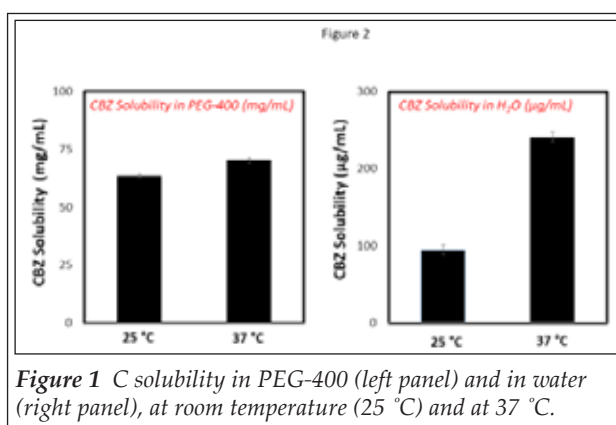 Figure 2
CBZ Solubility in PEG-400 (mg/mL)
CBZ Solubility (mg/mL)
100
75
50
25
0
25 °C 37 °C
CBZ Solubility in H₂O (µg/mL)
CBZ Solubility (µg/mL)
300
200
100
0
25 °C 37 °C
Figure 1 C solubility in PEG-400 (left panel) and in water
(right panel), at room temperature (25 ˚C) and at 37 ˚C.